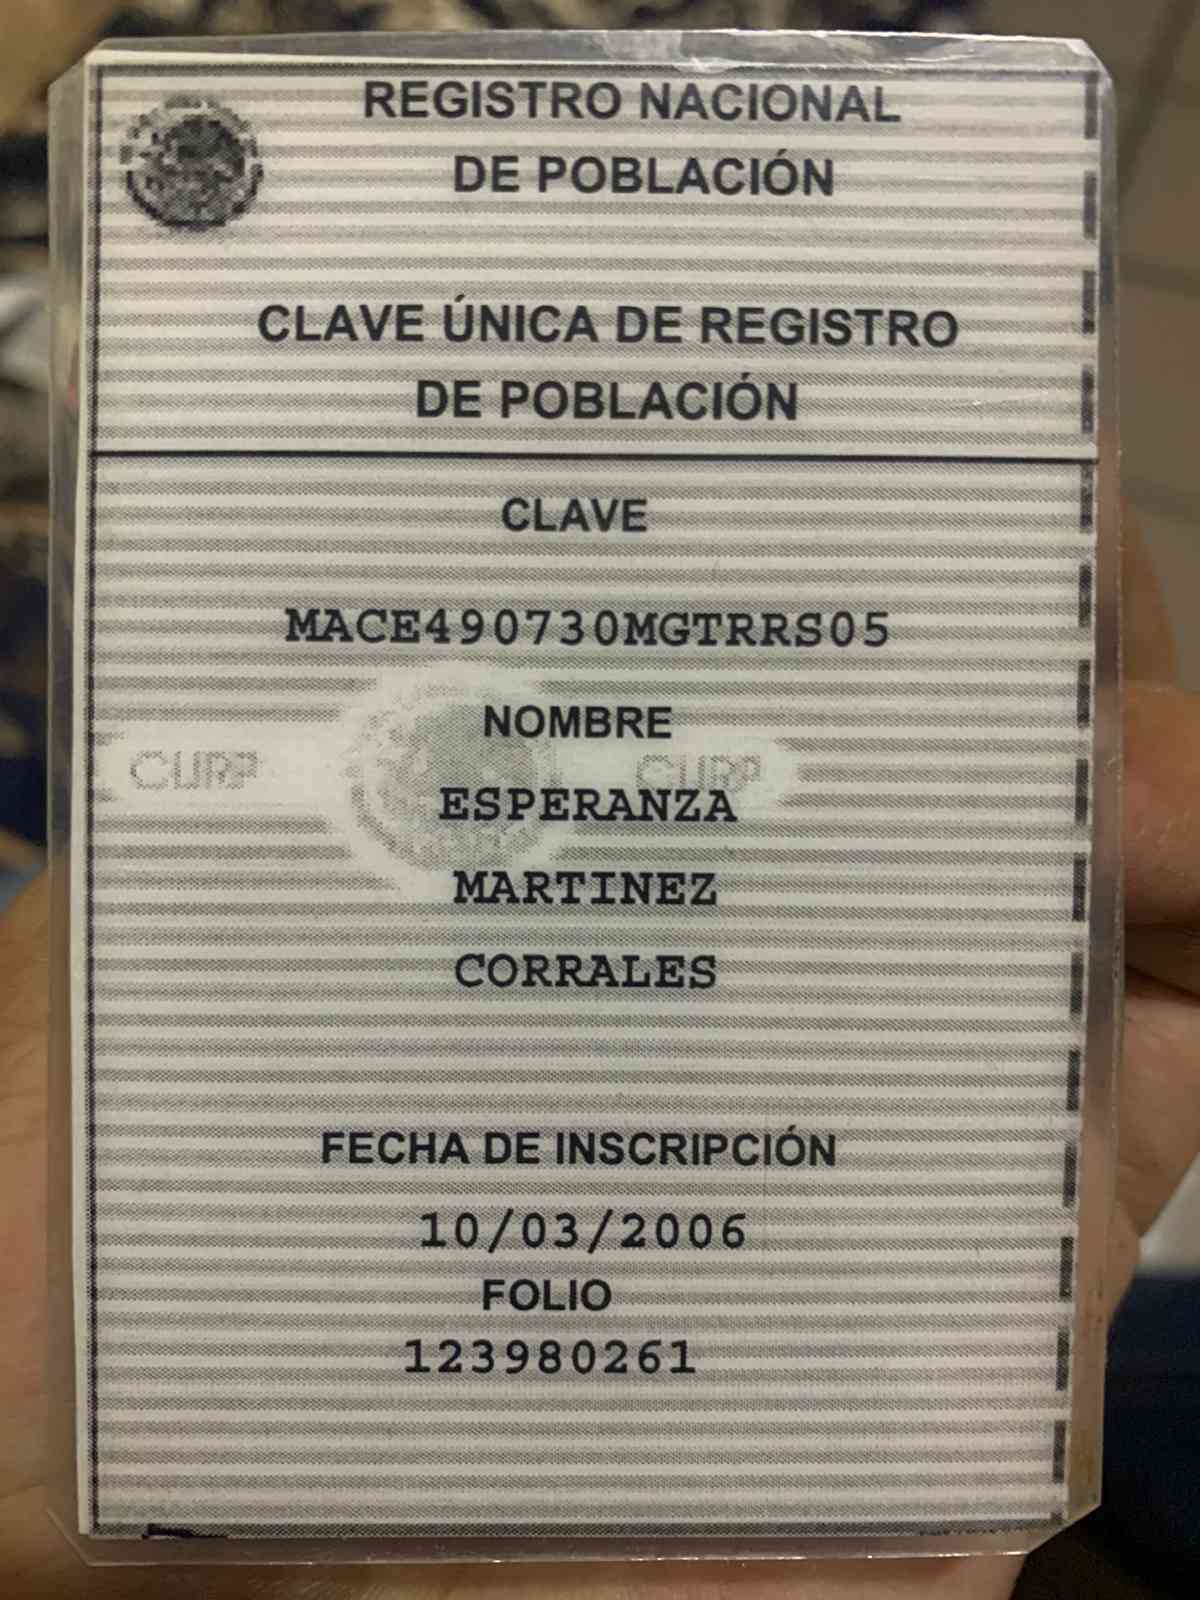 REGISTRO NACIONAL
DE POBLACIÓN
CLAVE ÚNICA DE REGISTRO
DE POBLACIÓN
CLAVE
MACE490730MGTRRS05
NOMBRE
CURP
CURP
ESPERANZA
MARTINEZ
CORRALES
FECHA DE INSCRIPCIÓN
10/03/2006
FOLIO
123980261